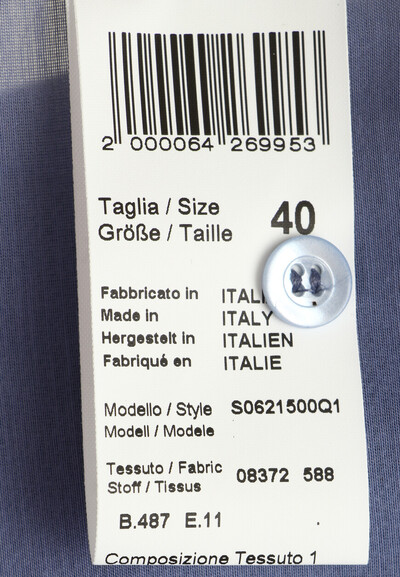 2 000064 269953
Taglia / Size 40
Größe / Taille
Fabbricato in ITALI
Made in ITALY
Hergestelt in ITALIEN
Fabriqué en ITALIE
Modello / Style S0621500Q1
Modell / Modele
Tessuto / Fabric 08372 588
Stoff / Tissus
B.487 E.11
Composizione Tessuto 1